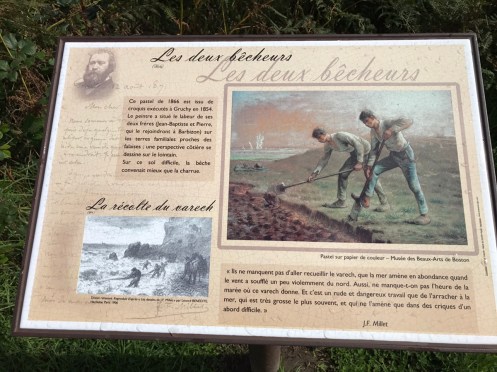 Les deux bêcheurs
Les deux bêcheurs
Ce pastel de 1866 est issu de
croquis exécutés à Gruchy en 1854.
Le peintre a situé le labeur de ses
deux frères (Jean-Baptiste et Pierre,
qui le rejoindront à Barbizon) sur
les terres familiales proches des
falaises ; une perspective côtière se
dessine sur le lointain.
Sur ce sol difficile, la bêche
convenait mieux que la charrue.
La récolte du varech
Pastel sur papier de couleur – Musée des Beaux-Arts de Boston
« Ils ne manquent pas d'aller recueillir le varech, que la mer amène en abondance quand
le vent a soufflé un peu violemment du nord. Aussi, ne manque-t-on pas l'heure de la
marée où ce varech donne. Et c'est un rude et dangereux travail que de l'arracher à la
mer, qui est très grosse le plus souvent, et qui ne l'amène que dans des criques d'un
abord difficile. »
J.F. Millet